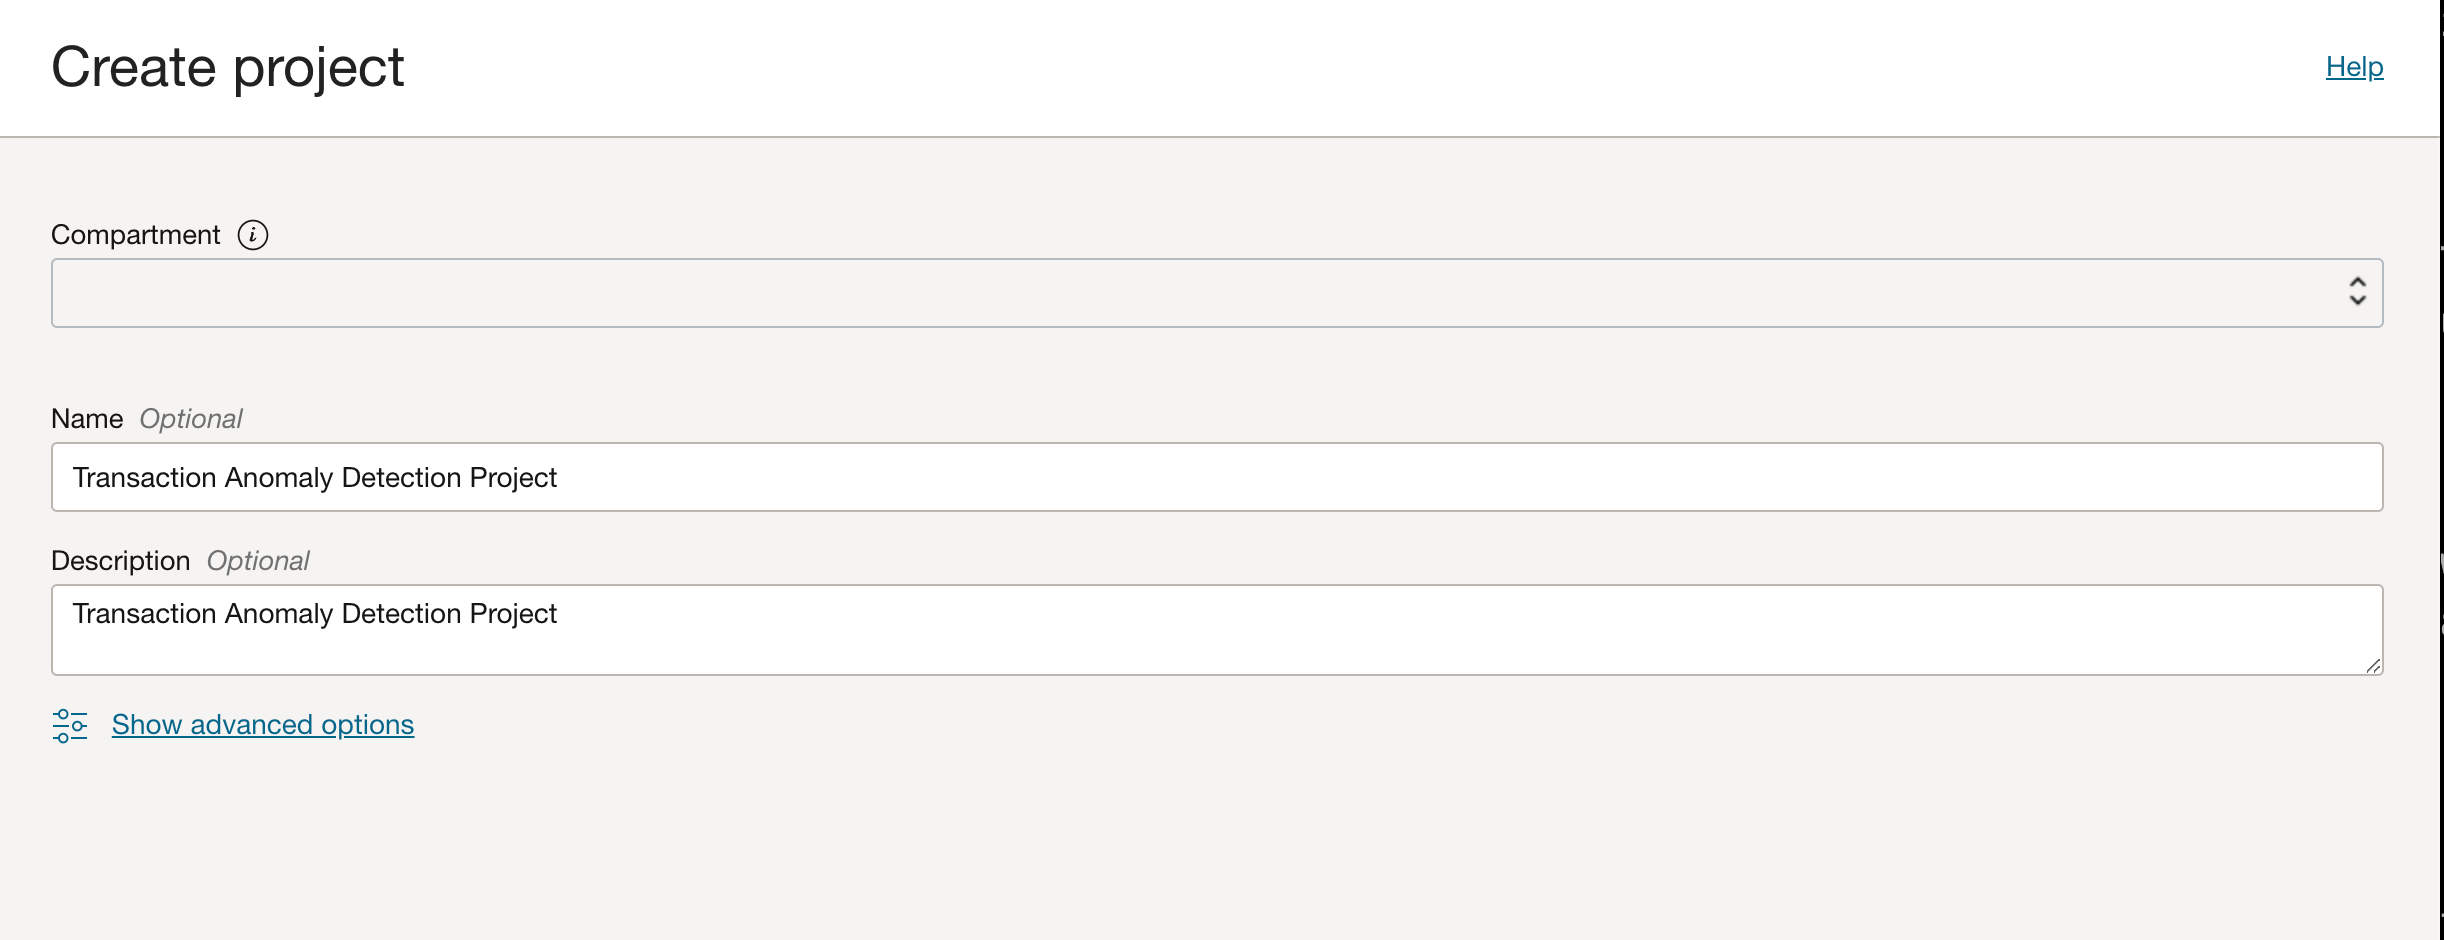 Create project
Help
Compartment i
Name Optional
Transaction Anomaly Detection Project
Description Optional
Transaction Anomaly Detection Project
Show advanced options